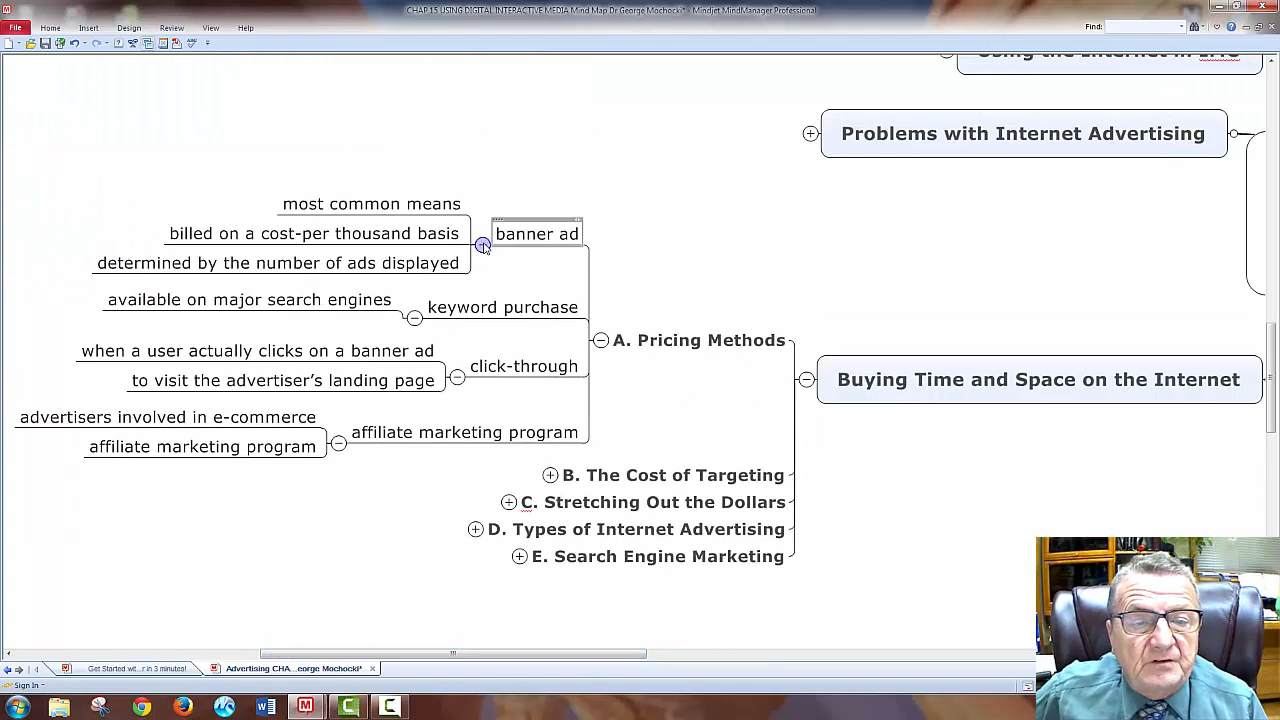 CHAP 15 USING DIGITAL INTERACTIVE MEDIA Mind Map Dr George Mochocki* - Mindjet MindManager Professional
File Home Insert Design Review View Help
Find:
Using the Internet in IMC
Problems with Internet Advertising
most common means
billed on a cost-per thousand basis
determined by the number of ads displayed
banner ad
available on major search engines
keyword purchase
A. Pricing Methods
when a user actually clicks on a banner ad
to visit the advertiser’s landing page
click-through
Buying Time and Space on the Internet
advertisers involved in e-commerce
affiliate marketing program
affiliate marketing program
B. The Cost of Targeting
C. Stretching Out the Dollars
D. Types of Internet Advertising
E. Search Engine Marketing
Get Started wit...r in 3 minutes!
Advertising CHA...eorge Mochocki*
Sign In